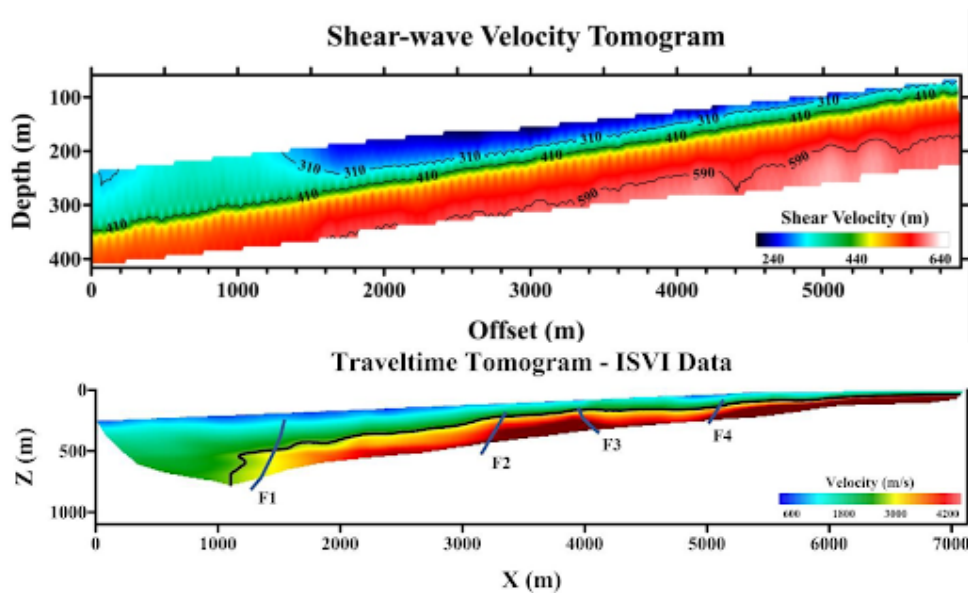 Shear-wave Velocity Tomogram
Depth (m)
100
200
300
400
310
310
310
310
310
310
410
410
410
410
410
410
410
590
590
590
590
Shear Velocity (m)
240 440 640
0 1000 2000 3000 4000 5000
Offset (m)
Traveltime Tomogram - ISVI Data
Z (m)
0
500
1000
F1
F2
F3
F4
Velocity (m/s)
600 1800 3000 4200
0 1000 2000 3000 4000 5000 6000 7000
X (m)